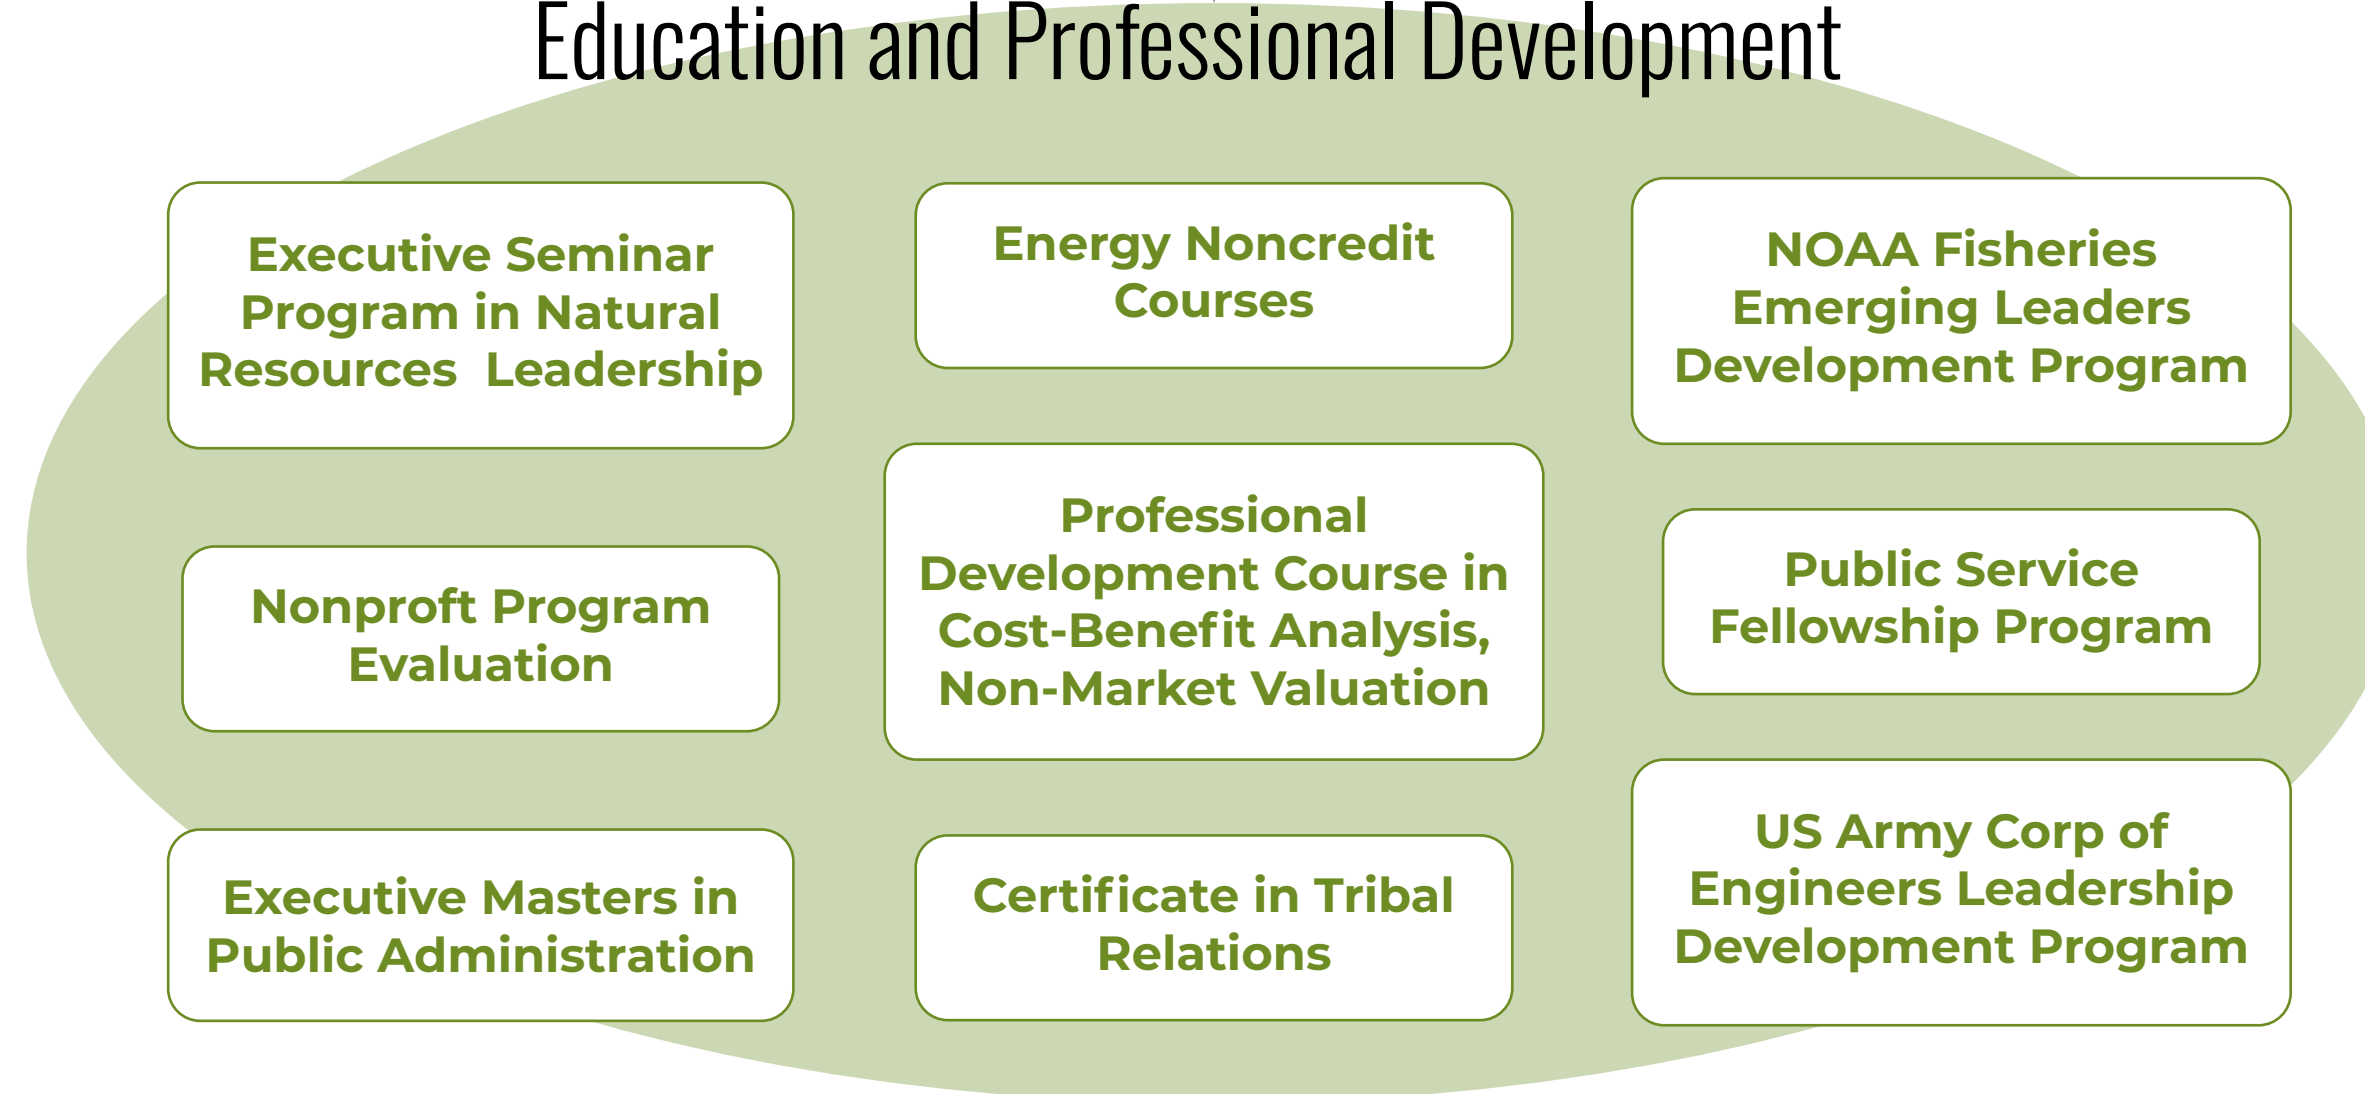 Education and Professional Development
Executive Seminar
Program in Natural
Resources  Leadership
Energy Noncredit
Courses
NOAA Fisheries
Emerging Leaders
Development Program
Nonproft Program
Evaluation
Professional
Development Course in
Cost-Benefit Analysis,
Non-Market Valuation
Public Service
Fellowship Program
Executive Masters in
Public Administration
Certificate in Tribal
Relations
US Army Corp of
Engineers Leadership
Development Program